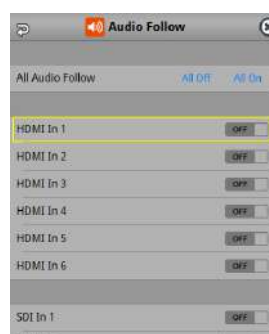 Audio Follow
All Audio Follow All Off All On
HDMI In 1 OFF
HDMI In 2 OFF
HDMI In 3 OFF
HDMI In 4 OFF
HDMI In 5 OFF
HDMI In 6 OFF
SDI In 1 OFF